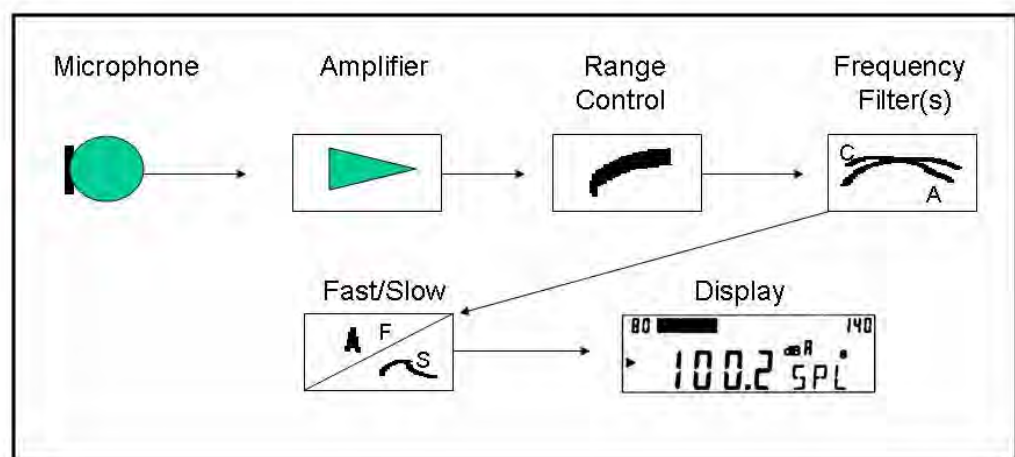 Microphone
Amplifier
Range
Control
Frequency
Filter(s)
C
A
Fast/Slow
F
S
Display
80
140
100.2
dBA
SPL